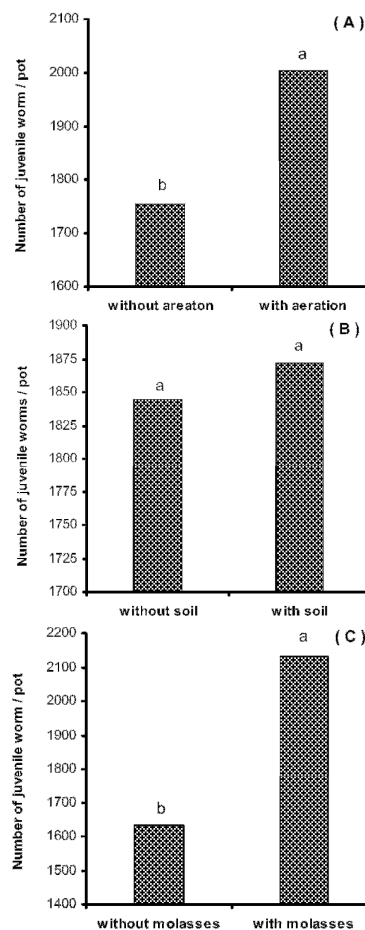 ( A )
Number of juvenile worm / pot
2100
2000
1900
1800
1700
1600
b
a
without areaton
with aeration
( B )
Number of juvenile worms / pot
1900
1875
1850
1825
1800
1775
1750
1725
1700
a
a
without soil
with soil
( C )
Number of juvenile worm / pot
2200
2100
2000
1900
1800
1700
1600
1500
1400
b
a
without molasses
with molasses